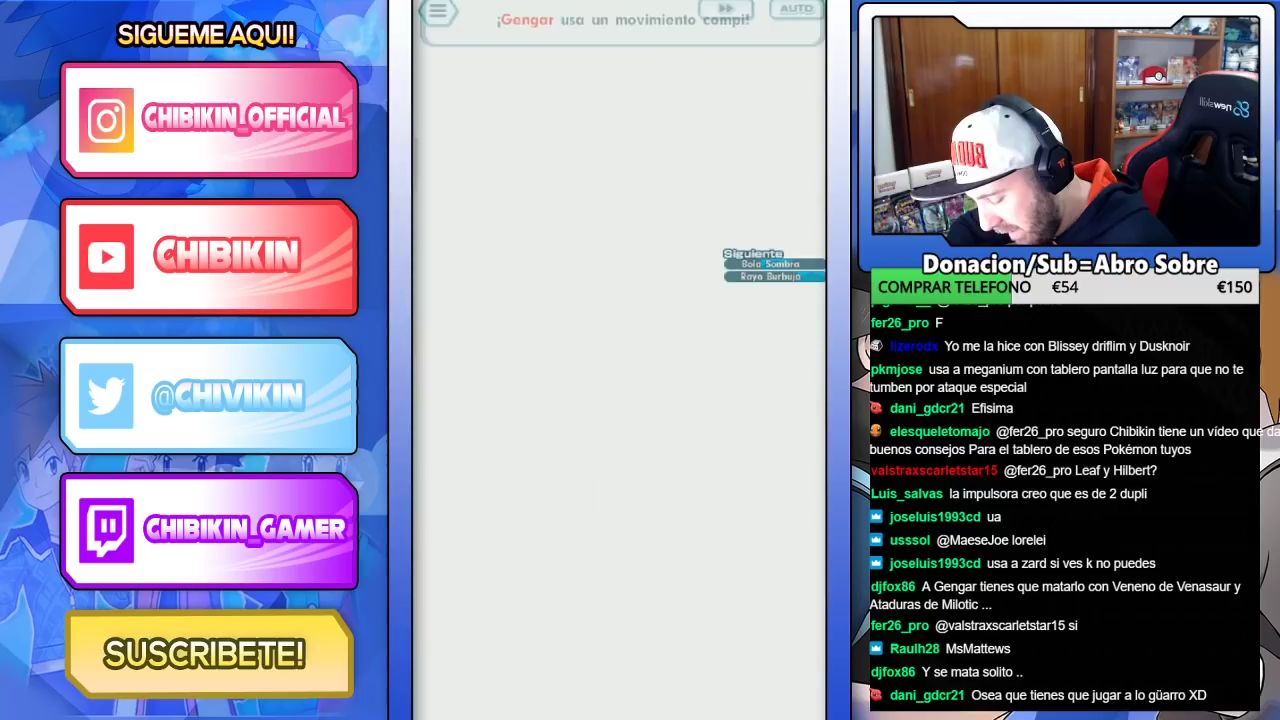 SIGUEME AQUI!
CHIBIKIN_OFFICIAL
CHIBIKIN
@CHIVIKIN
CHIBIKIN_GAMER
SUSCRIBETE!
¡Gengar usa un movimiento compi!
AUTO
Siguiente
Bola Sombra
Rayo Burbuja
newskill
Donacion/Sub=Abro Sobre
COMPRAR TELEFONO €54 €150
fer26_pro F
llzerodx Yo me la hice con Blissey driflim y Dusknoir
pkmjose usa a meganium con tablero pantalla luz para que no te
tumben por ataque especial
dani_gdcr21 Efisima
elesqueletomajo @fer26_pro seguro Chibikin tiene un vídeo que da
buenos consejos Para el tablero de esos Pokémon tuyos
valstraxscarletstar15 @fer26_pro Leaf y Hilbert?
Luis_salvas la impulsora creo que es de 2 dupli
joseluis1993cd ua
usssol @MaeseJoe lorelei
joseluis1993cd usa a zard si ves k no puedes
djfox86 A Gengar tienes que matarlo con Veneno de Venasaur y
Ataduras de Milotic ...
fer26_pro @valstraxscarletstar15 si
Raulh28 MsMattews
djfox86 Y se mata solito ..
dani_gdcr21 Osea que tienes que jugar a lo güarro XD